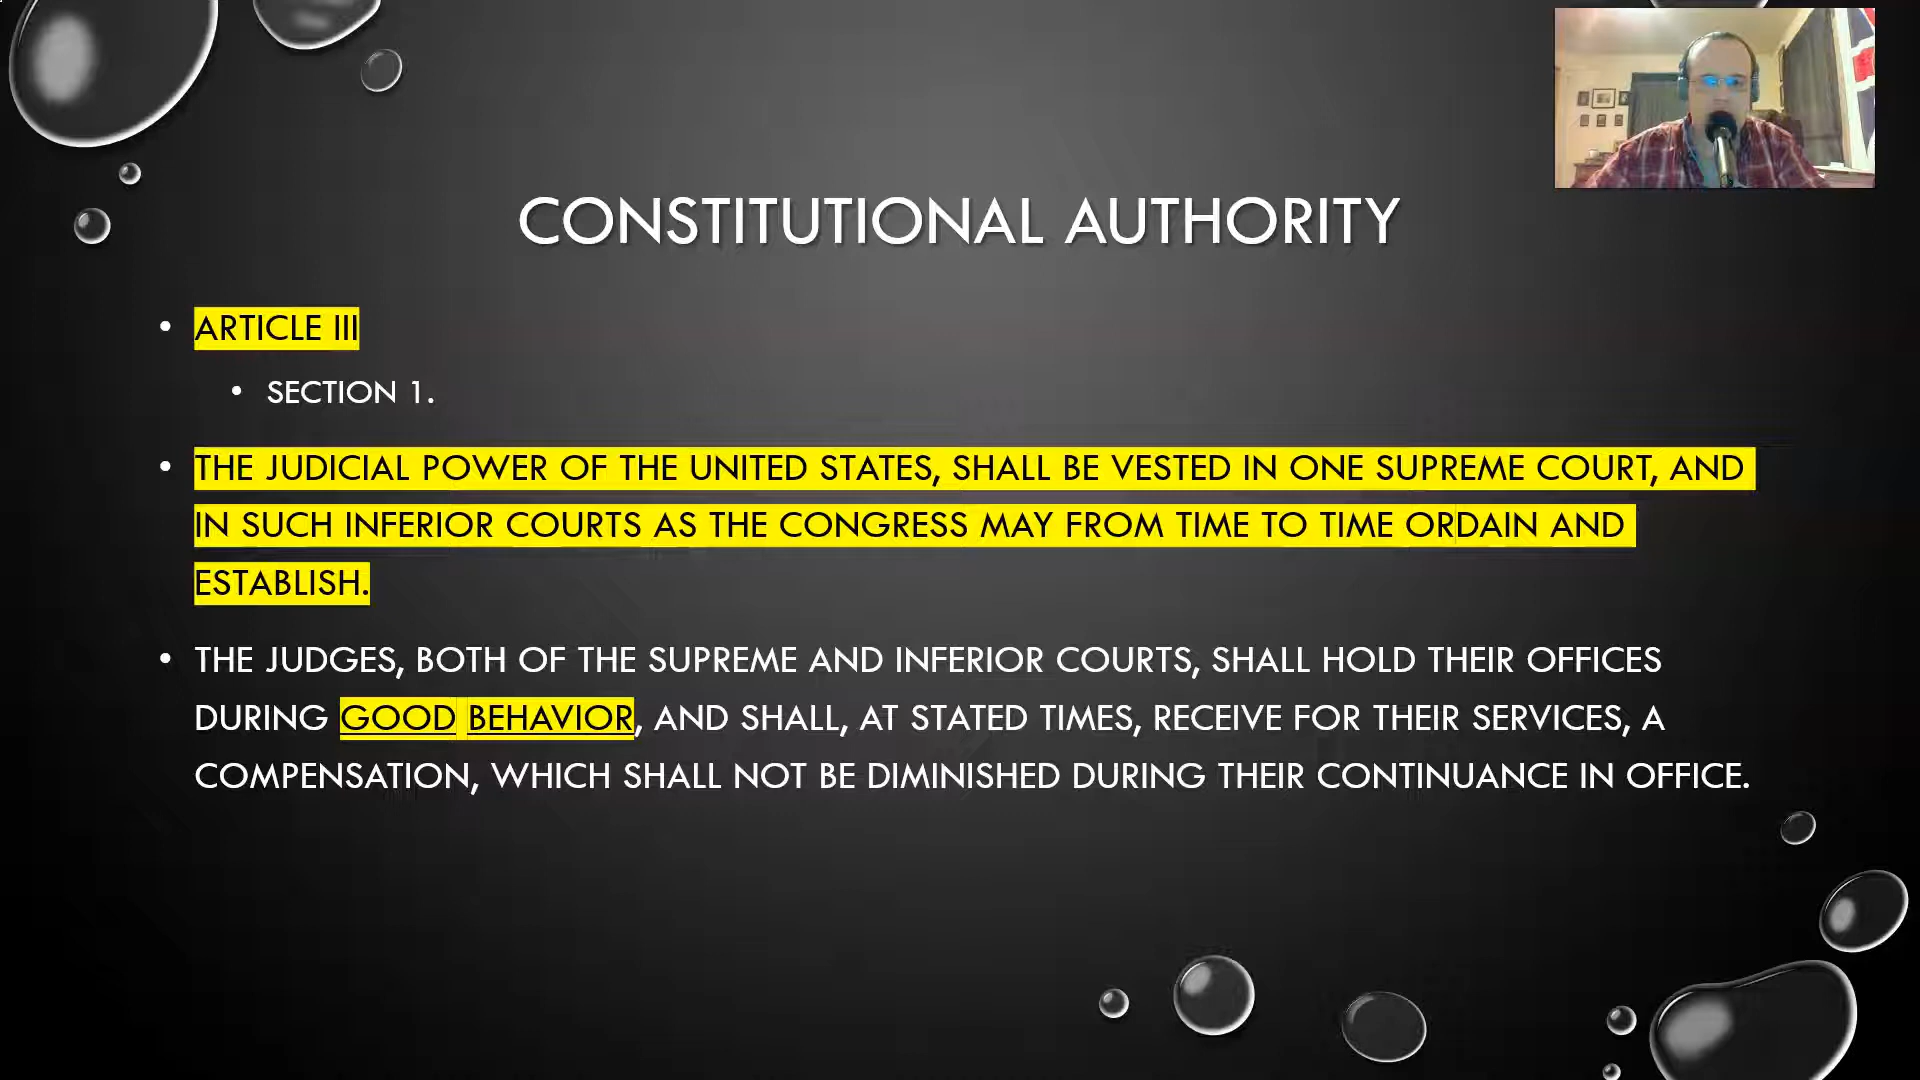 CONSTITUTIONAL AUTHORITY
• ARTICLE III
• SECTION 1.
• THE JUDICIAL POWER OF THE UNITED STATES, SHALL BE VESTED IN ONE SUPREME COURT, AND
IN SUCH INFERIOR COURTS AS THE CONGRESS MAY FROM TIME TO TIME ORDAIN AND
ESTABLISH.
• THE JUDGES, BOTH OF THE SUPREME AND INFERIOR COURTS, SHALL HOLD THEIR OFFICES
DURING GOOD BEHAVIOR, AND SHALL, AT STATED TIMES, RECEIVE FOR THEIR SERVICES, A
COMPENSATION, WHICH SHALL NOT BE DIMINISHED DURING THEIR CONTINUANCE IN OFFICE.